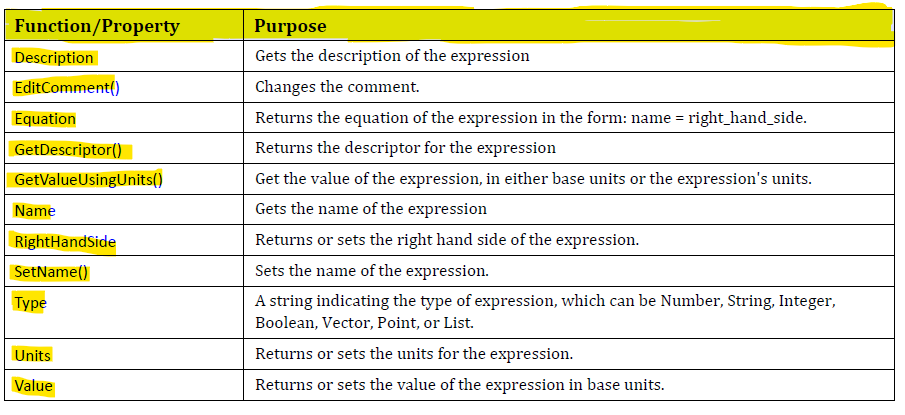 Function/Property Purpose
Description Gets the description of the expression
EditComment() Changes the comment.
Equation Returns the equation of the expression in the form: name = right_hand_side.
GetDescriptor() Returns the descriptor for the expression
GetValueUsingUnits() Get the value of the expression, in either base units or the expression's units.
Name Gets the name of the expression
RightHandSide Returns or sets the right hand side of the expression.
SetName() Sets the name of the expression.
Type A string indicating the type of expression, which can be Number, String, Integer,
Boolean, Vector, Point, or List.
Units Returns or sets the units for the expression.
Value Returns or sets the value of the expression in base units.